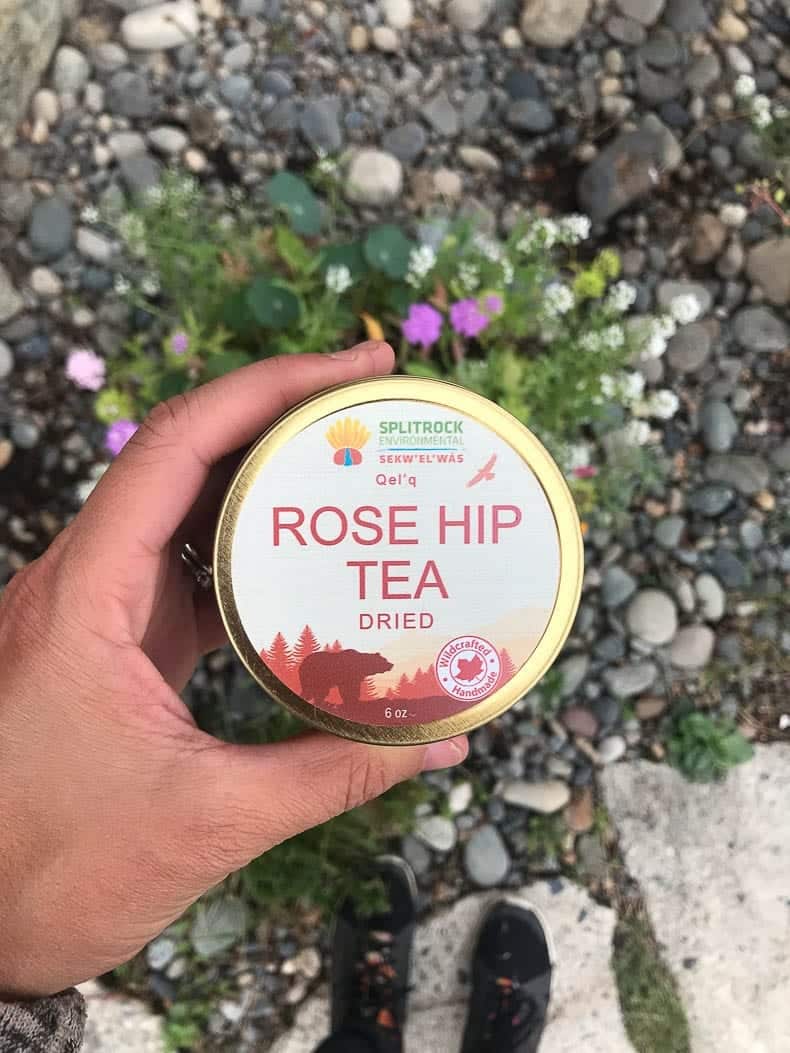 SPLITROCK
ENVIRONMENTAL
SEKW'EL'WÁS
Qel'q
ROSE HIP
TEA
DRIED
Wildcrafted
Handmade
6 oz